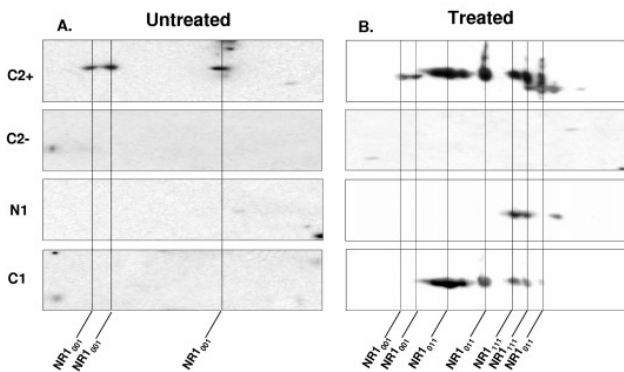 A. Untreated
B. Treated
C2+
C2-
N1
C1
NR1001
NR1001
NR1001
NR1001
NR1001
NR1011
NR1011
NR1111
NR1111
NR1011